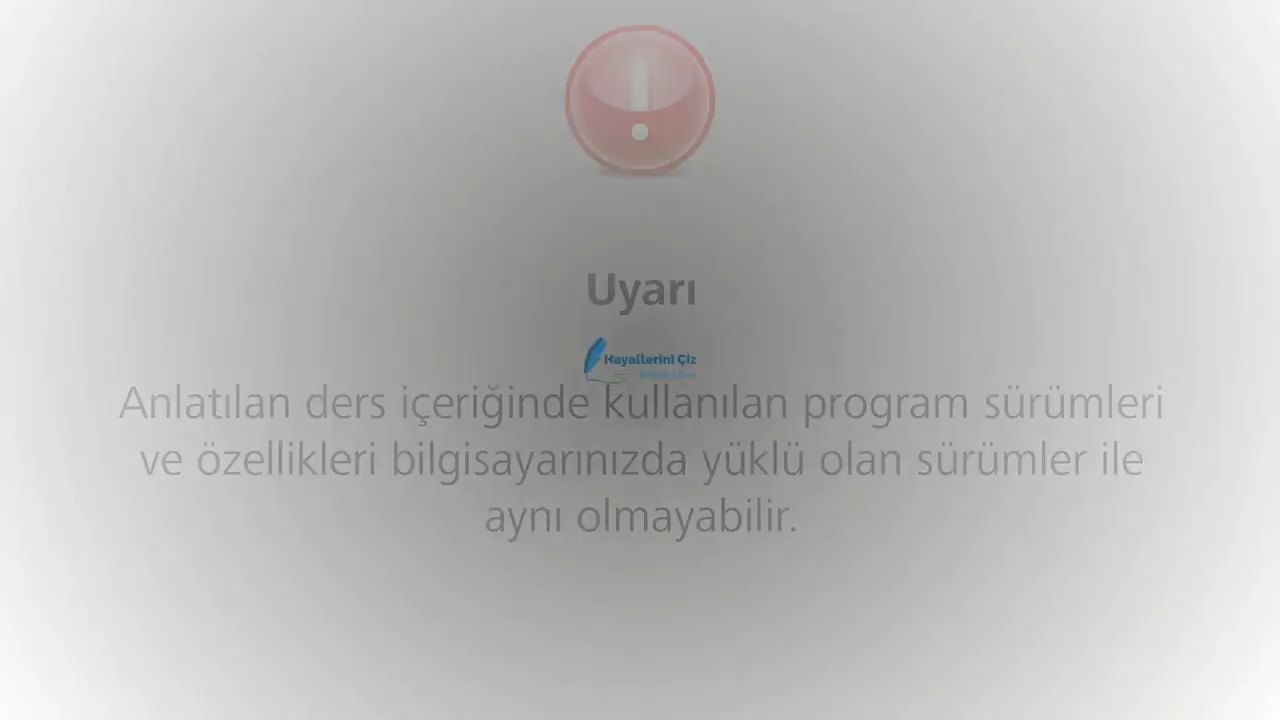 Uyarı
Hayallerini Çiz
Anlatılan ders içeriğinde kullanılan program sürümleri
ve özellikleri bilgisayarınızda yüklü olan sürümler ile
aynı olmayabilir.